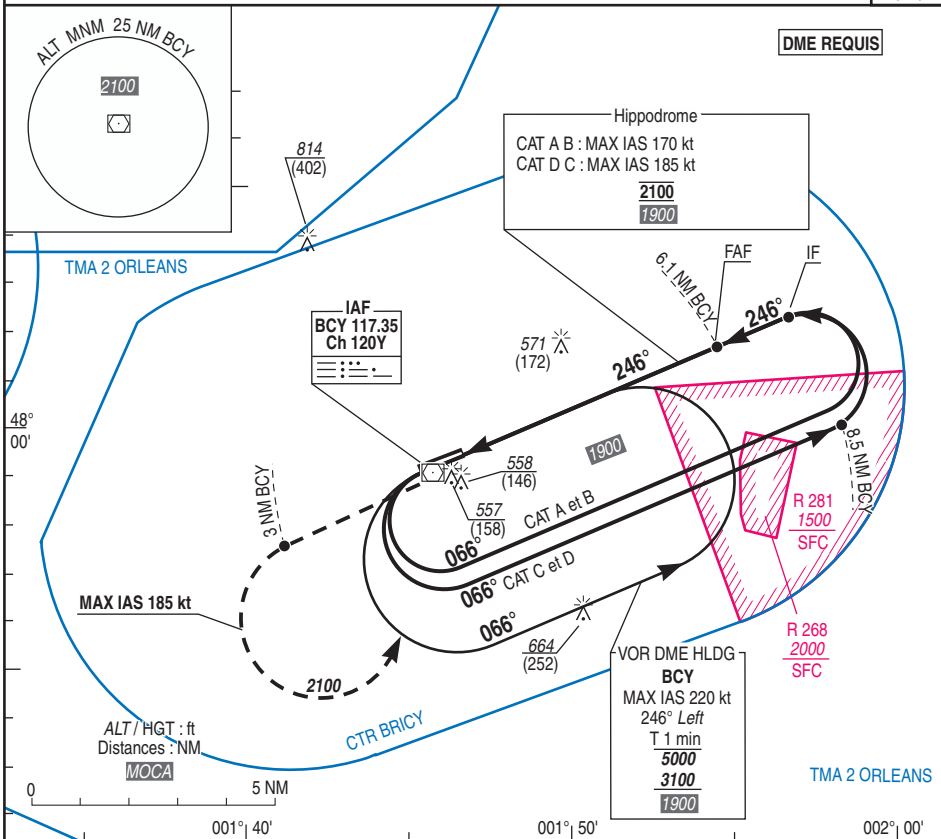 ALT MNM 25 NM BCY
2100
DME REQUIS
Hippodrome
CAT A B : MAX IAS 170 kt
CAT D C : MAX IAS 185 kt
2100
1900
814
(402)
TMA 2 ORLEANS
FAF
IF
6.1 NM BCY
246°
246°
IAF
BCY 117.35
Ch 120Y
571
(172)
48°
00'
1900
558
(146)
557
(158)
3 NM BCY
8.5 NM BCY
CAT A et B
066°
CAT C et D
066°
066°
R 281
1500
SFC
MAX IAS 185 kt
664
(252)
R 268
2000
SFC
2100
VOR DME HLDG
BCY
MAX IAS 220 kt
246° Left
T 1 min
5000
3100
1900
CTR BRICY
ALT / HGT : ft
Distances : NM
MOCA
0
5 NM
TMA 2 ORLEANS
001° 40'
001° 50'
002° 00'